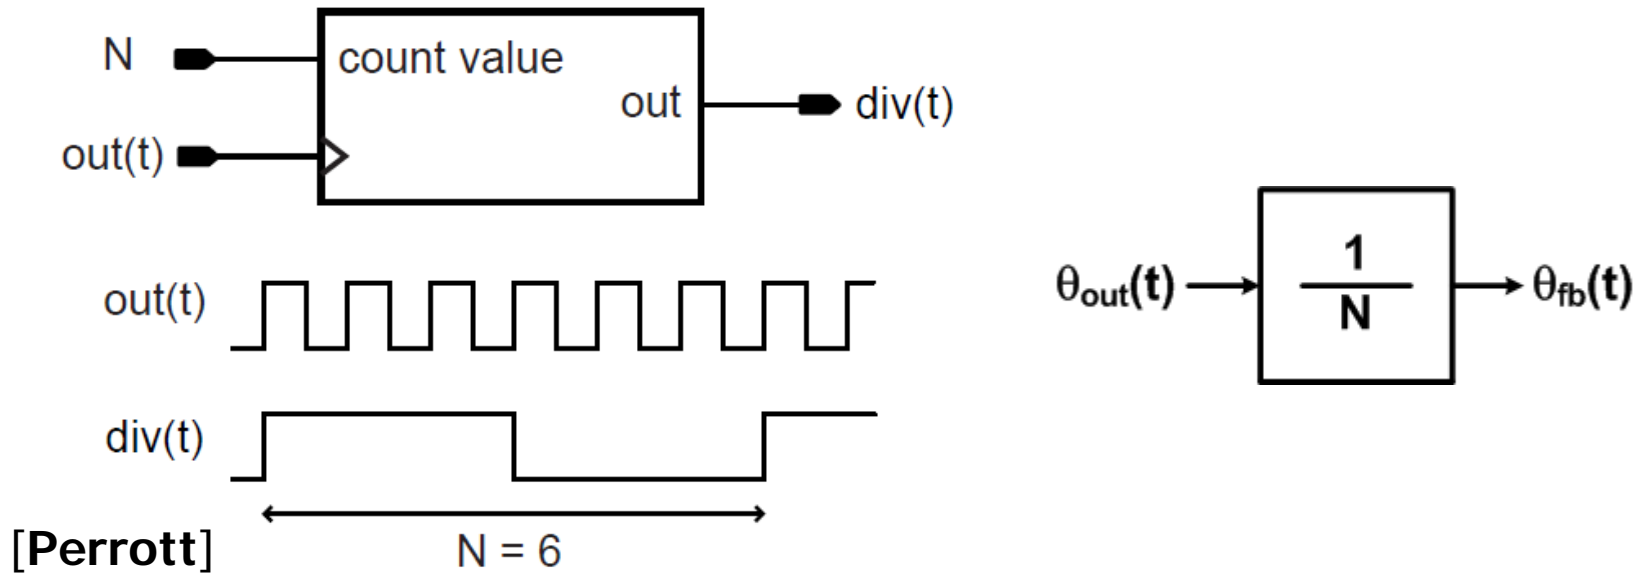 N
count value
out
div(t)
out(t)
out(t)
div(t)
N = 6
[Perrott]
θout(t)
1
N
θfb(t)